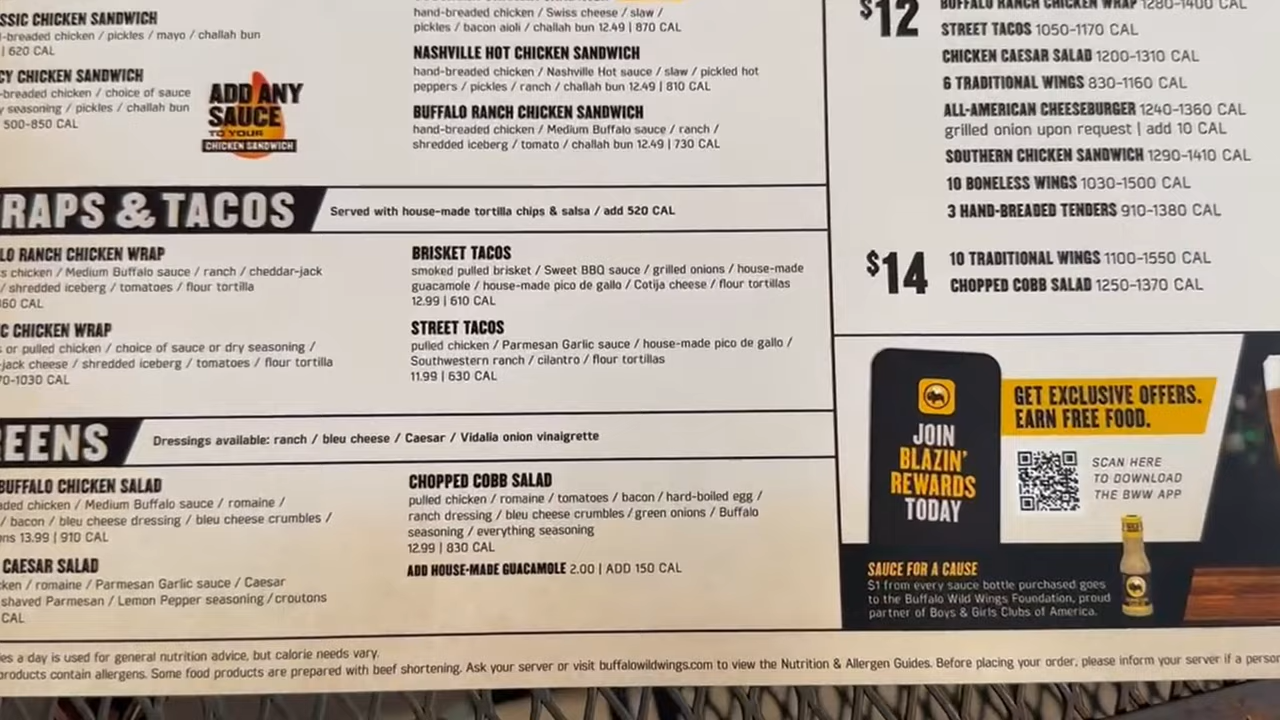 SSIC CHICKEN SANDWICH
-breaded chicken / pickles / mayo / challah bun
| 620 CAL
CY CHICKEN SANDWICH
-breaded chicken / choice of sauce
seasoning / pickles / challah bun
500-850 CAL
ADD ANY
SAUCE
TO YOUR
CHICKEN SANDWICH
hand-breaded chicken / Swiss cheese / slaw /
pickles / bacon aioli / challah bun 12.49 | 870 CAL
NASHVILLE HOT CHICKEN SANDWICH
hand-breaded chicken / Nashville Hot sauce / slaw / pickled hot
peppers / pickles / ranch / challah bun 12.49 | 810 CAL
BUFFALO RANCH CHICKEN SANDWICH
hand-breaded chicken / Medium Buffalo sauce / ranch /
shredded iceberg / tomato / challah bun 12.49 | 730 CAL
RAPS & TACOS
Served with house-made tortilla chips & salsa / add 520 CAL
LO RANCH CHICKEN WRAP
s chicken / Medium Buffalo sauce / ranch / cheddar-jack
/ shredded iceberg / tomatoes / flour tortilla
60 CAL
C CHICKEN WRAP
s or pulled chicken / choice of sauce or dry seasoning /
-jack cheese / shredded iceberg / tomatoes / flour tortilla
70-1030 CAL
BRISKET TACOS
smoked pulled brisket / Sweet BBQ sauce / grilled onions / house-made
guacamole / house-made pico de gallo / Cotija cheese / flour tortillas
12.99 | 610 CAL
STREET TACOS
pulled chicken / Parmesan Garlic sauce / house-made pico de gallo /
Southwestern ranch / cilantro / flour tortillas
11.99 | 630 CAL
EENS
Dressings available: ranch / bleu cheese / Caesar / Vidalia onion vinaigrette
BUFFALO CHICKEN SALAD
aded chicken / Medium Buffalo sauce / romaine /
/ bacon / bleu cheese dressing / bleu cheese crumbles /
ns 13.99 | 910 CAL
CAESAR SALAD
ken / romaine / Parmesan Garlic sauce / Caesar
shaved Parmesan / Lemon Pepper seasoning / croutons
CAL
CHOPPED COBB SALAD
pulled chicken / romaine / tomatoes / bacon / hard-boiled egg /
ranch dressing / bleu cheese crumbles / green onions / Buffalo
seasoning / everything seasoning
12.99 | 830 CAL
ADD HOUSE-MADE GUACAMOLE 2.00 | ADD 150 CAL
$12
BUFFALO RANCH CHICKEN WRAP 1280-1400 CAL
STREET TACOS 1050-1170 CAL
CHICKEN CAESAR SALAD 1200-1310 CAL
6 TRADITIONAL WINGS 830-1160 CAL
ALL-AMERICAN CHEESEBURGER 1240-1360 CAL
grilled onion upon request | add 10 CAL
SOUTHERN CHICKEN SANDWICH 1290-1410 CAL
10 BONELESS WINGS 1030-1500 CAL
3 HAND-BREADED TENDERS 910-1380 CAL
$14
10 TRADITIONAL WINGS 1100-1550 CAL
CHOPPED COBB SALAD 1250-1370 CAL
JOIN
BLAZIN'
REWARDS
TODAY
GET EXCLUSIVE OFFERS.
EARN FREE FOOD.
SCAN HERE
TO DOWNLOAD
THE BWW APP
SAUCE FOR A CAUSE
$1 from every sauce bottle purchased goes
to the Buffalo Wild Wings Foundation, proud
partner of Boys & Girls Clubs of America.
es a day is used for general nutrition advice, but calorie needs vary.
products contain allergens. Some food products are prepared with beef shortening. Ask your server or visit buffalowildwings.com to view the Nutrition & Allergen Guides. Before placing your order, please inform your server if a person